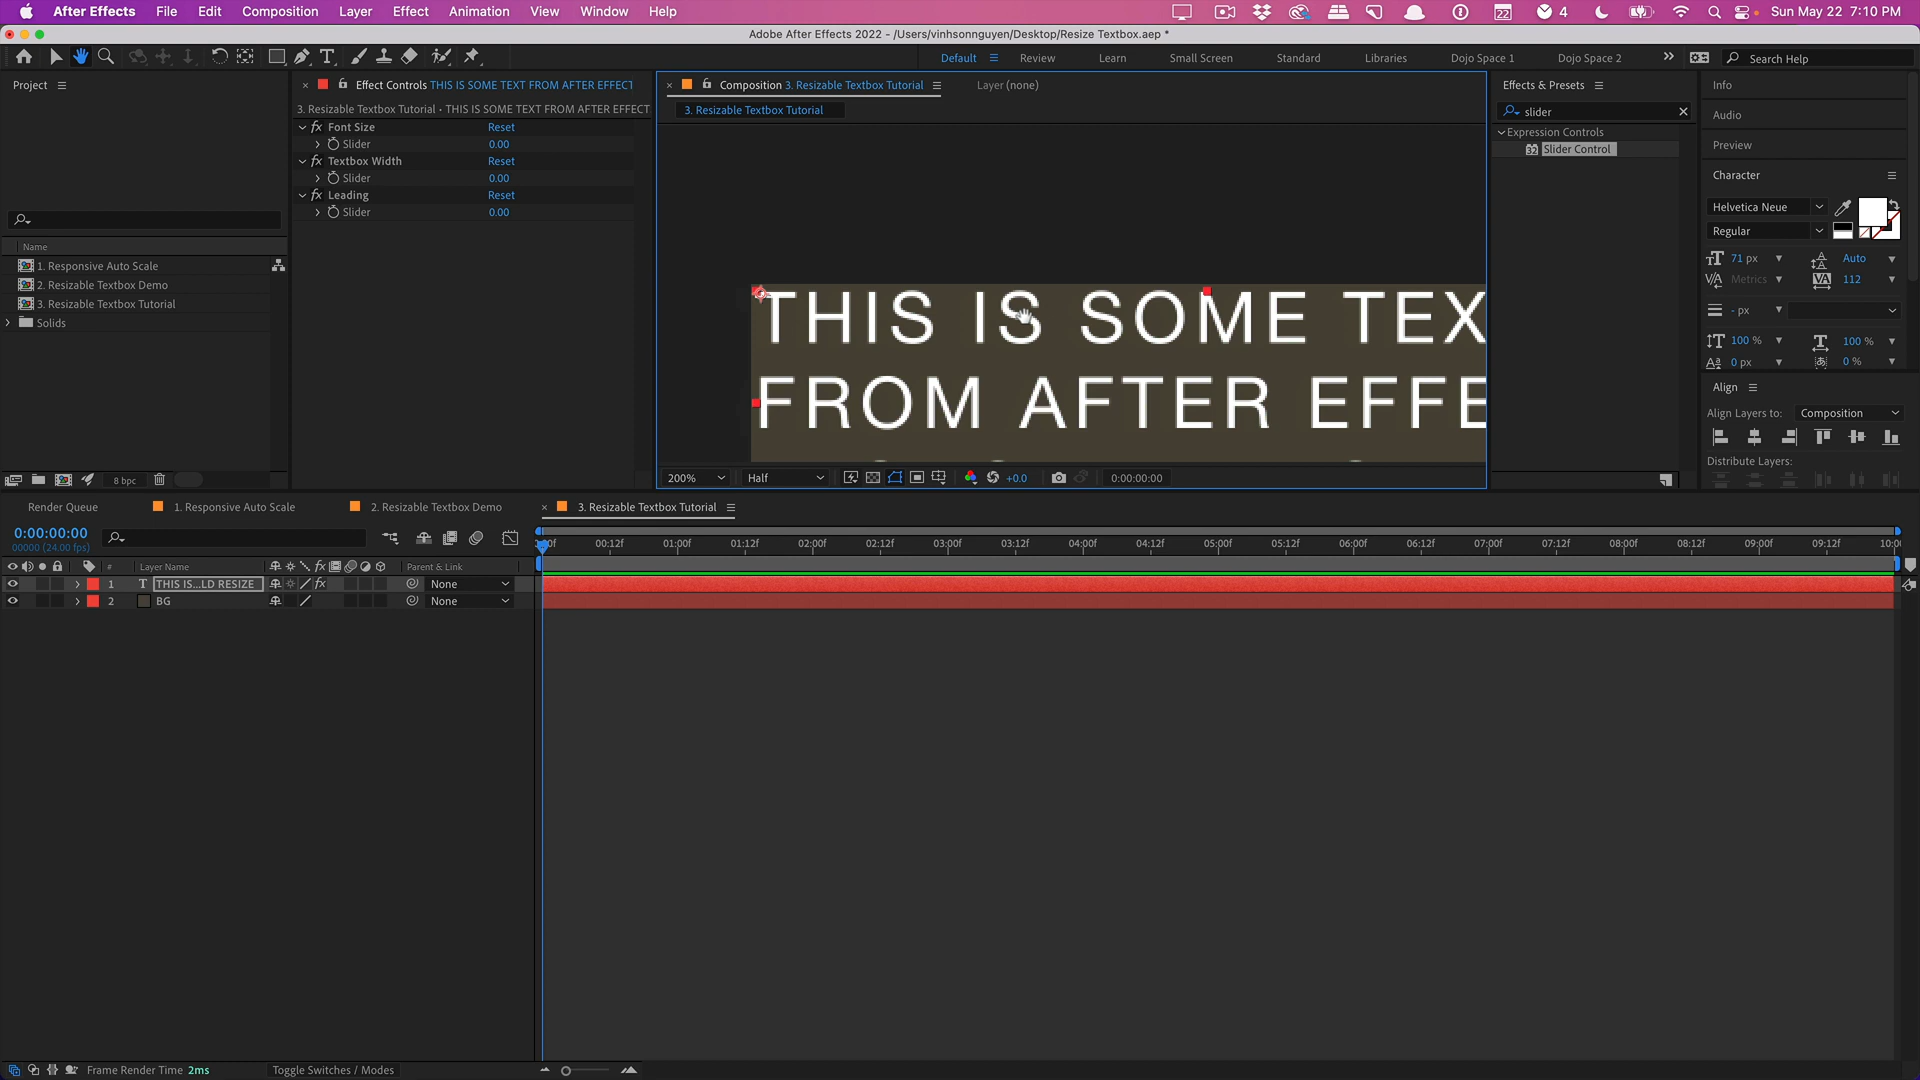 After Effects File Edit Composition Layer Effect Animation View Window Help
4
22
Sun May 22 7:10 PM
Adobe After Effects 2022 - /Users/vinhsonnguyen/Desktop/Resize Textbox.aep *
Default Review Learn Small Screen Standard Libraries Dojo Space 1 Dojo Space 2
Search Help
Project
Effect Controls THIS IS SOME TEXT FROM AFTER EFFECT
3. Resizable Textbox Tutorial • THIS IS SOME TEXT FROM AFTER EFFECT
Font Size Reset
Slider 0.00
Textbox Width Reset
Slider 0.00
Leading Reset
Slider 0.00
Name
1. Responsive Auto Scale
2. Resizable Textbox Demo
3. Resizable Textbox Tutorial
Solids
8 bpc
Composition 3. Resizable Textbox Tutorial
Layer (none)
3. Resizable Textbox Tutorial
THIS IS SOME TEX
FROM AFTER EFFE
200% Half +0.0 0:00:00:00
Effects & Presets
slider
Expression Controls
32 Slider Control
Info
Audio
Preview
Character
Helvetica Neue
Regular
71 px Auto
Metrics 112
- px
100 % 100 %
0 px 0 %
Align
Align Layers to: Composition
Distribute Layers:
Render Queue 1. Responsive Auto Scale 2. Resizable Textbox Demo 3. Resizable Textbox Tutorial
0:00:00:00
00000 (24.00 fps)
00:12f 01:00f 01:12f 02:00f 02:12f 03:00f 03:12f 04:00f 04:12f 05:00f 05:12f 06:00f 06:12f 07:00f 07:12f 08:00f 08:12f 09:00f 09:12f 10:00
# Layer Name Parent & Link
1 T THIS IS...LD RESIZE None
2 BG None
Frame Render Time 2ms
Toggle Switches / Modes